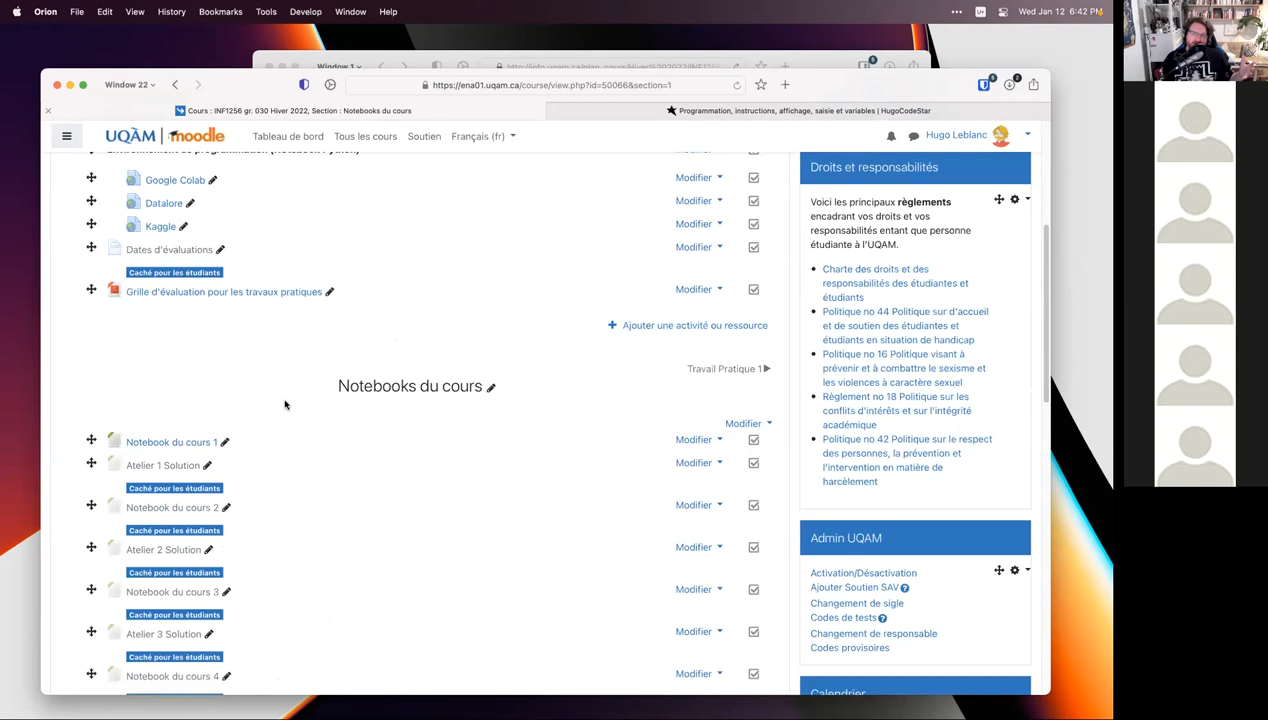 Orion File Edit View History Bookmarks Tools Develop Window Help
Wed Jan 12 6:42 PM
Window 1
Window 22
https://ena01.uqam.ca/course/view.php?id=50066&section=1
Cours : INF1256 gr. 030 Hiver 2022, Section : Notebooks du cours
Programmation, instructions, affichage, saisie et variables | HugoCodeStar
UQÀM moodle
Tableau de bord Tous les cours Soutien Français (fr)
Hugo Leblanc
Google Colab Modifier
Datalore Modifier
Kaggle Modifier
Dates d'évaluations Modifier
Caché pour les étudiants
Grille d'évaluation pour les travaux pratiques Modifier
+ Ajouter une activité ou ressource
Travail Pratique 1
Notebooks du cours
Modifier
Notebook du cours 1 Modifier
Atelier 1 Solution Modifier
Caché pour les étudiants
Notebook du cours 2 Modifier
Caché pour les étudiants
Atelier 2 Solution Modifier
Caché pour les étudiants
Notebook du cours 3 Modifier
Caché pour les étudiants
Atelier 3 Solution Modifier
Caché pour les étudiants
Notebook du cours 4 Modifier
Droits et responsabilités
Voici les principaux règlements
encadrant vos droits et vos
responsabilités entant que personne
étudiante à l'UQAM.
Charte des droits et des
responsabilités des étudiantes et
étudiants
Politique no 44 Politique sur d'accueil
et de soutien des étudiantes et
étudiants en situation de handicap
Politique no 16 Politique visant à
prévenir et à combattre le sexisme et
les violences à caractère sexuel
Règlement no 18 Politique sur les
conflits d'intérêts et sur l'intégrité
académique
Politique no 42 Politique sur le respect
des personnes, la prévention et
l'intervention en matière de
harcèlement
Admin UQAM
Activation/Désactivation
Ajouter Soutien SAV
Changement de sigle
Codes de tests
Changement de responsable
Codes provisoires
Calendrier